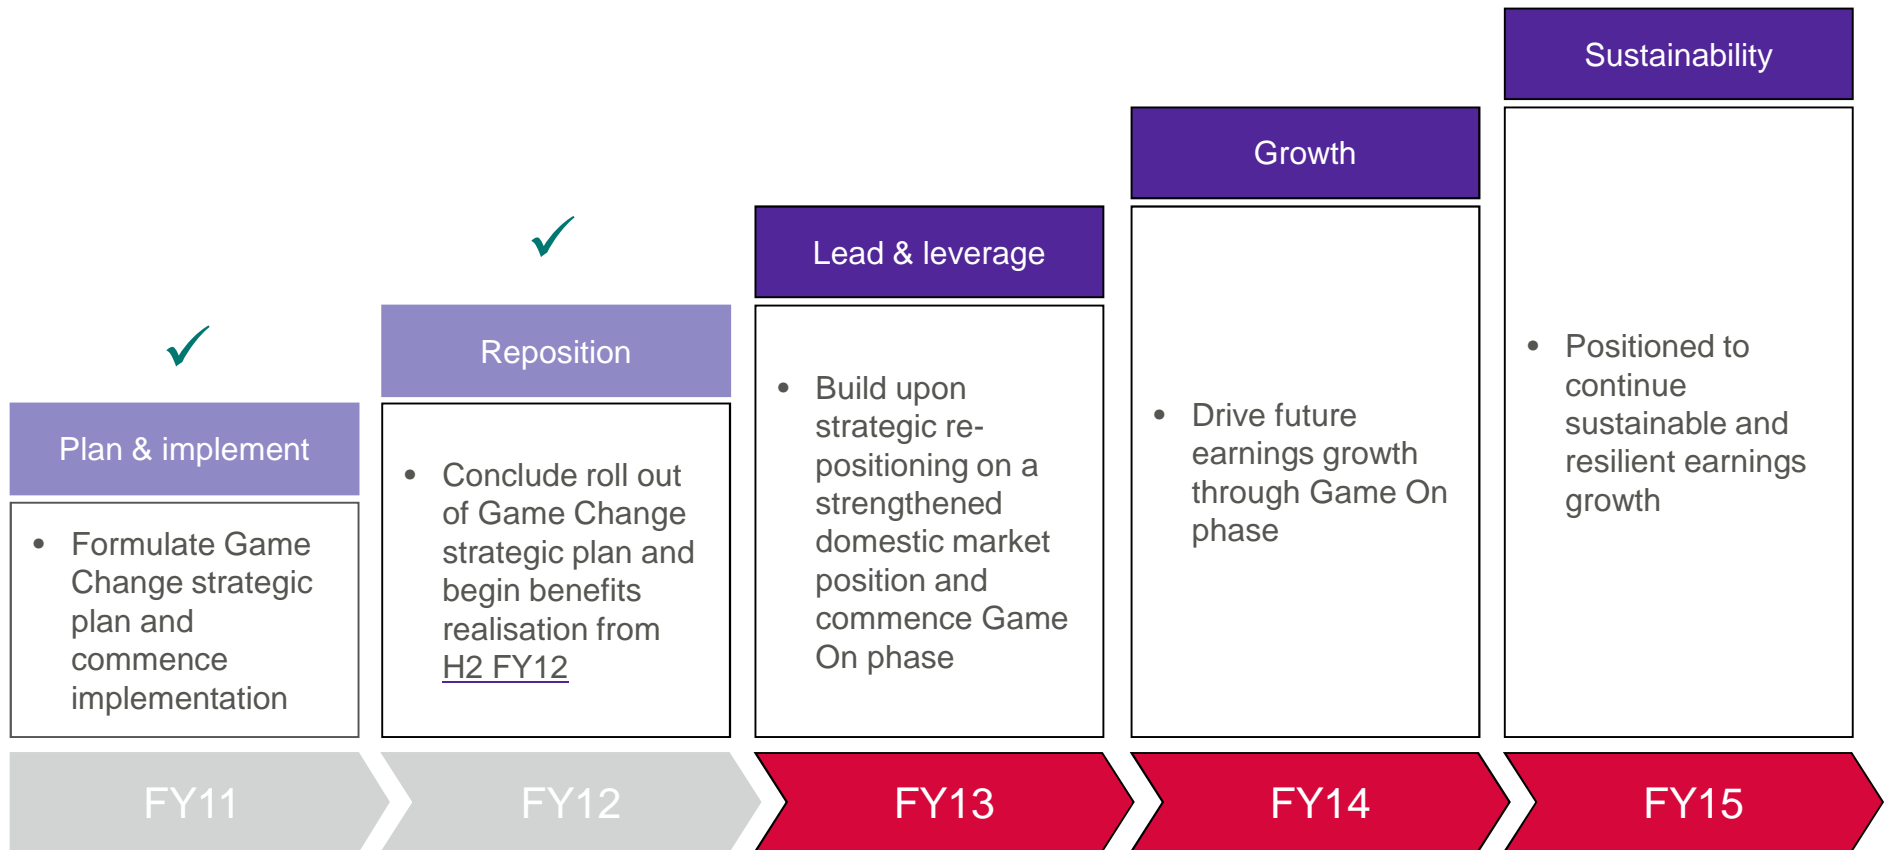 Plan & implement
• Formulate Game
Change strategic
plan and
commence
implementation
FY11
Reposition
• Conclude roll out
of Game Change
strategic plan and
begin benefits
realisation from
H2 FY12
FY12
Lead & leverage
• Build upon
strategic re-
positioning on a
strengthened
domestic market
position and
commence Game
On phase
FY13
Growth
• Drive future
earnings growth
through Game On
phase
FY14
Sustainability
• Positioned to
continue
sustainable and
resilient earnings
growth
FY15